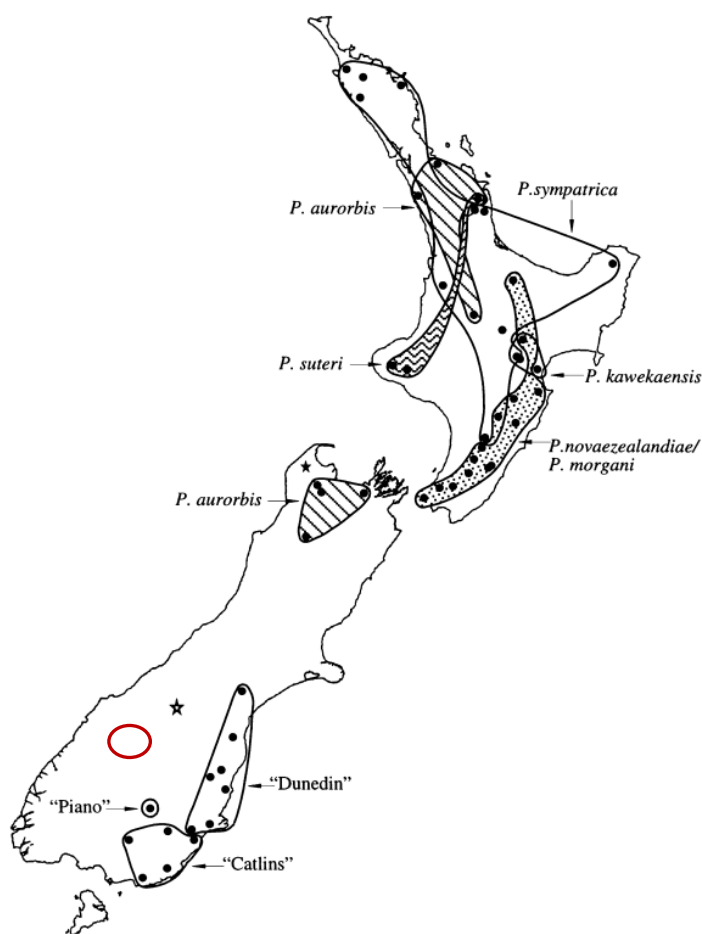 P.sympatrica
P. aurorbis
P. suteri
P. kawekaensis
P.novaezealandiae/
P. morgani
P. aurorbis
"Dunedin"
"Piano"
"Catlins"